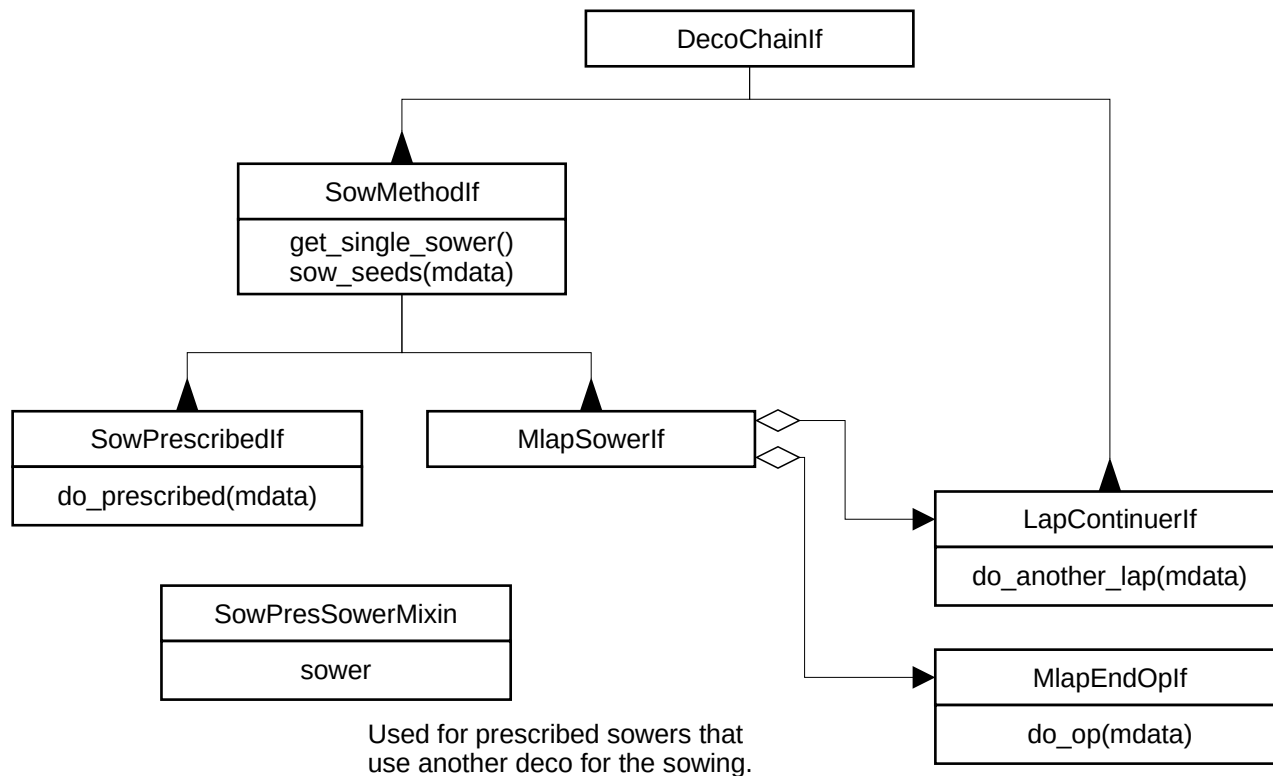 DecoChainIf
SowMethodIf
get_single_sower()
sow_seeds(mdata)
SowPrescribedIf
do_prescribed(mdata)
MlapSowerIf
LapContinuerIf
do_another_lap(mdata)
SowPresSowerMixin
sower
MlapEndOpIf
do_op(mdata)
Used for prescribed sowers that
use another deco for the sowing.